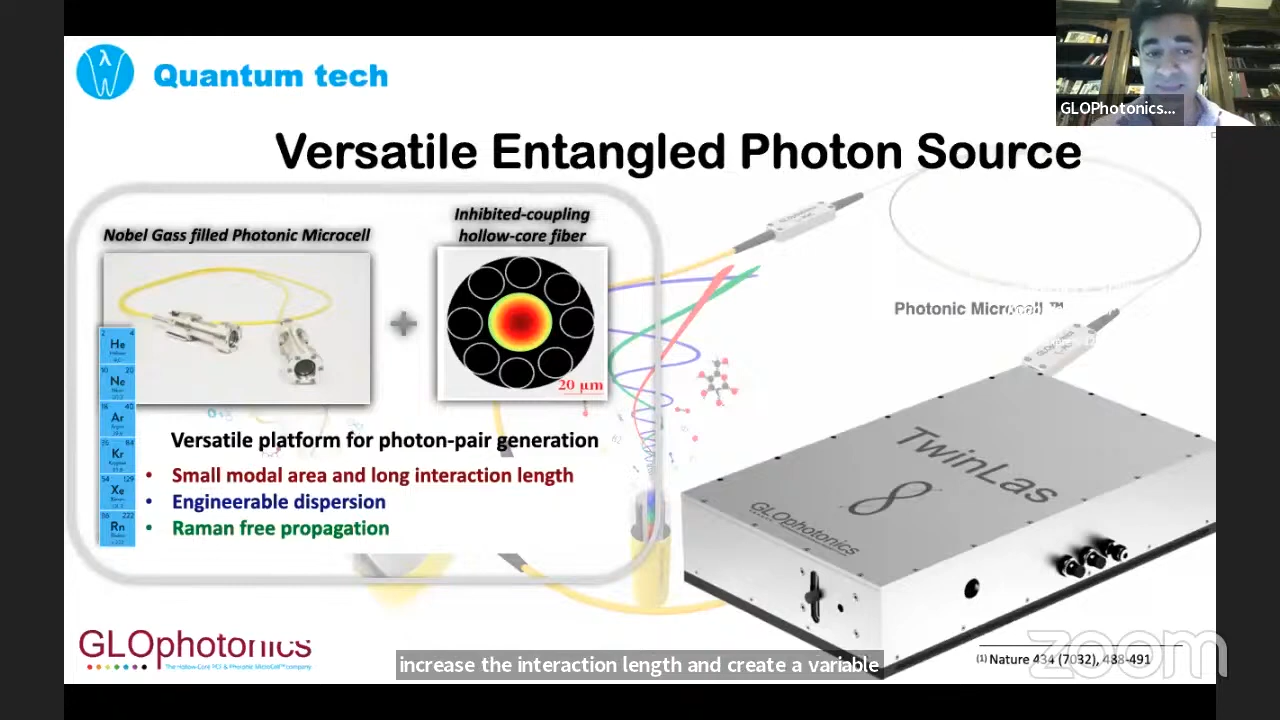 λ
Quantum tech
GLOPhotonics...
Versatile Entangled Photon Source
Nobel Gass filled Photonic Microcell
Inhibited-coupling
hollow-core fiber
He
Ne
Ar
Kr
Xe
Rn
+
20 μm
Photonic Microcell™
Versatile platform for photon-pair generation
• Small modal area and long interaction length
• Engineerable dispersion
• Raman free propagation
TwinLas
GLOphotonics
GLOphotonics
The Hollow-Core PCF & Photonic MicroCell™ company
increase the interaction length and create a variable
(1) Nature 434 (7032), 488-491
zoom